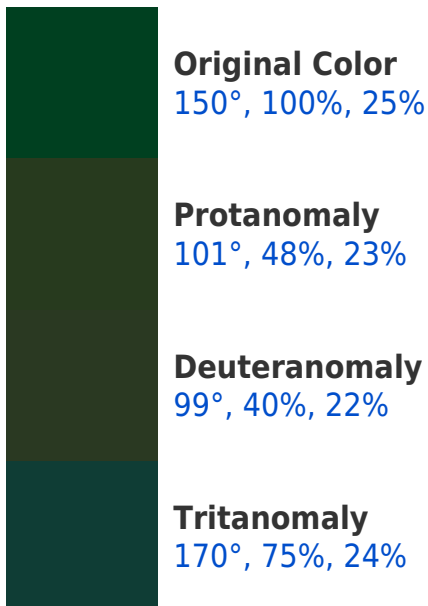 Original Color
150°, 100%, 25%
Protanomaly
101°, 48%, 23%
Deuteranomaly
99°, 40%, 22%
Tritanomaly
170°, 75%, 24%